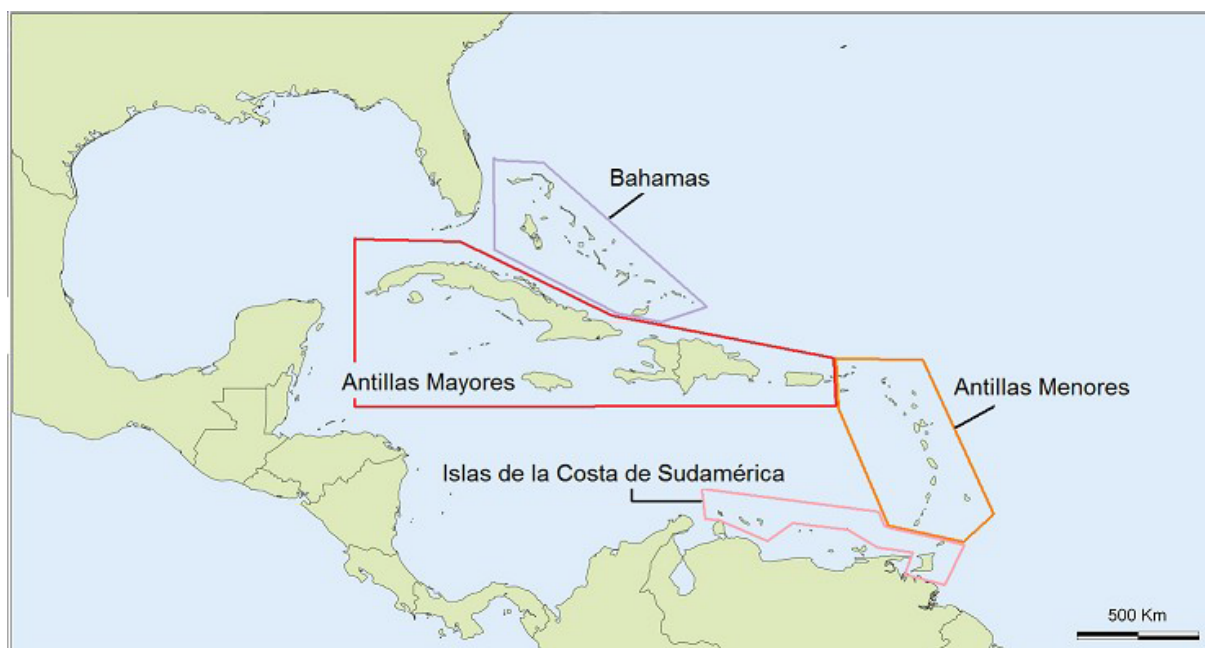 Bahamas
Antillas Mayores
Antillas Menores
Islas de la Costa de Sudamérica
500 Km